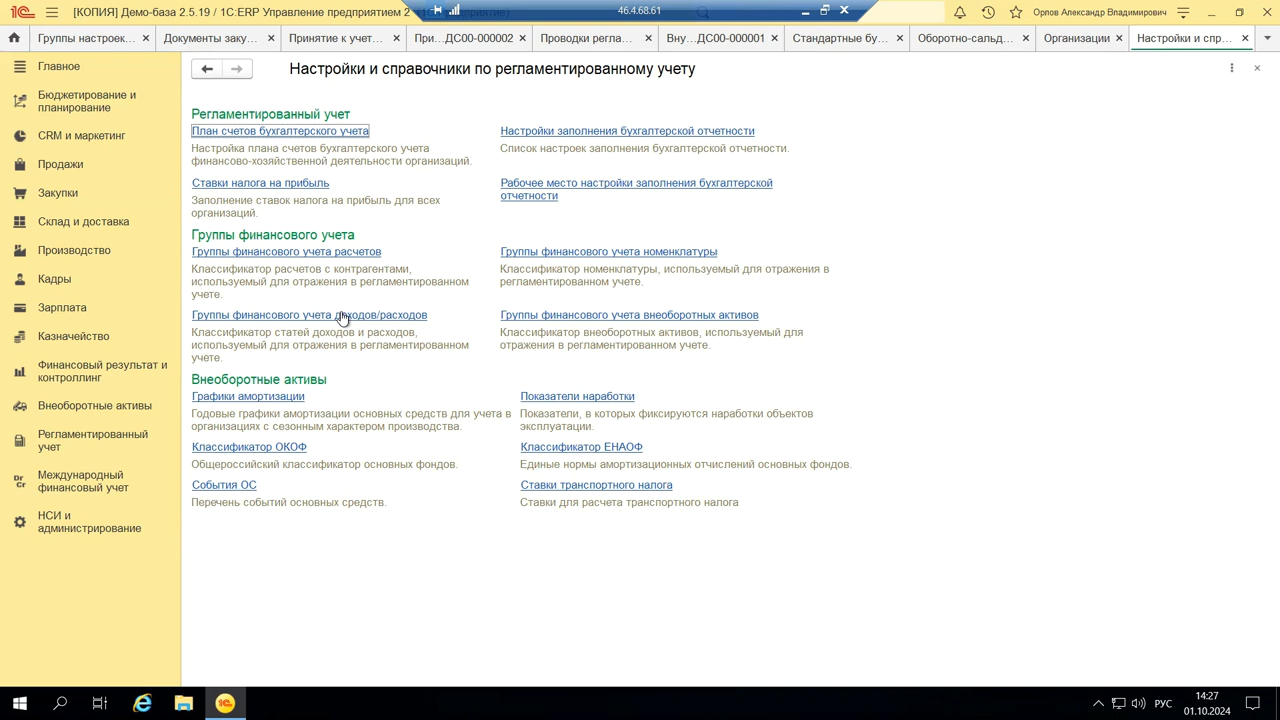 [КОПИЯ] Демо-база 2.5.19 / 1С:ERP Управление предприятием 2
46.4.68.61
Орлов Александр Владимирович
Группы настроек...
Документы заку...
Принятие к учет...
При...ДС00-000002
Проводки регла...
Вну...ДС00-000001
Стандартные бу...
Оборотно-сальд...
Организации
Настройки и спр...
Главное
Бюджетирование и
планирование
CRM и маркетинг
Продажи
Закупки
Склад и доставка
Производство
Кадры
Зарплата
Казначейство
Финансовый результат и
контроллинг
Внеоборотные активы
Регламентированный
учет
Dr
Cr
Международный
финансовый учет
НСИ и
администрирование
Настройки и справочники по регламентированному учету
Регламентированный учет
План счетов бухгалтерского учета
Настройка плана счетов бухгалтерского учета
финансово-хозяйственной деятельности организаций.
Настройки заполнения бухгалтерской отчетности
Список настроек заполнения бухгалтерской отчетности.
Ставки налога на прибыль
Заполнение ставок налога на прибыль для всех
организаций.
Рабочее место настройки заполнения бухгалтерской
отчетности
Группы финансового учета
Группы финансового учета расчетов
Классификатор расчетов с контрагентами,
используемый для отражения в регламентированном
учете.
Группы финансового учета номенклатуры
Классификатор номенклатуры, используемый для отражения в
регламентированном учете.
Группы финансового учета доходов/расходов
Классификатор статей доходов и расходов,
используемый для отражения в регламентированном
учете.
Группы финансового учета внеоборотных активов
Классификатор внеоборотных активов, используемый для
отражения в регламентированном учете.
Внеоборотные активы
Графики амортизации
Годовые графики амортизации основных средств для учета в
организациях с сезонным характером производства.
Показатели наработки
Показатели, в которых фиксируются наработки объектов
эксплуатации.
Классификатор ОКОФ
Общероссийский классификатор основных фондов.
Классификатор ЕНАОФ
Единые нормы амортизационных отчислений основных фондов.
События ОС
Перечень событий основных средств.
Ставки транспортного налога
Ставки для расчета транспортного налога
РУС
14:27
01.10.2024